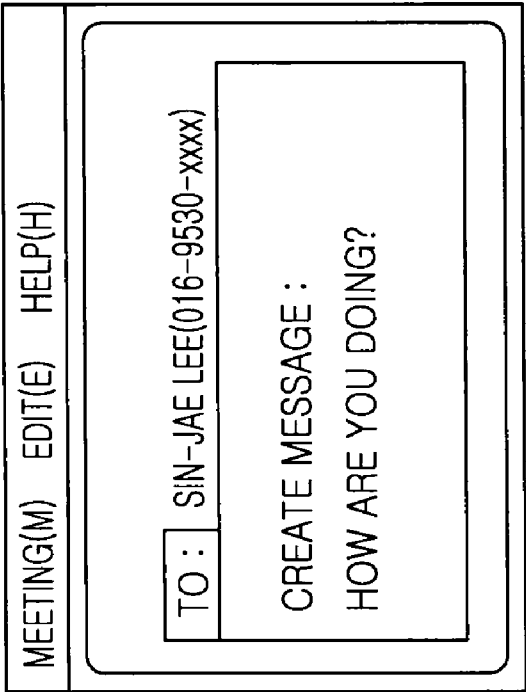 MEETING(M) EDIT(E) HELP(H)
TO : SIN-JAE LEE(016-9530-xxxx)
CREATE MESSAGE :
HOW ARE YOU DOING?